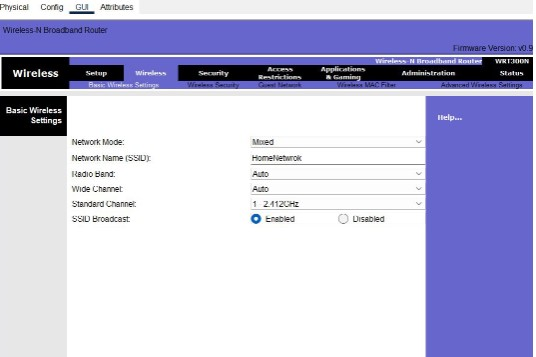 Physical Config GUI Attributes
Wireless-N Broadband Router
Firmware Version: v0.9
Wireless-N Broadband Router WRT300N
Wireless Setup Wireless Security Access Restrictions Applications & Gaming Administration Status
Basic Wireless Settings Wireless Security Guest Network Wireless MAC Filter Advanced Wireless Settings
Basic Wireless
Settings
Help...
Network Mode: Mixed
Network Name (SSID): HomeNetwrok
Radio Band: Auto
Wide Channel: Auto
Standard Channel: 1 2.412GHz
SSID Broadcast: Enabled Disabled